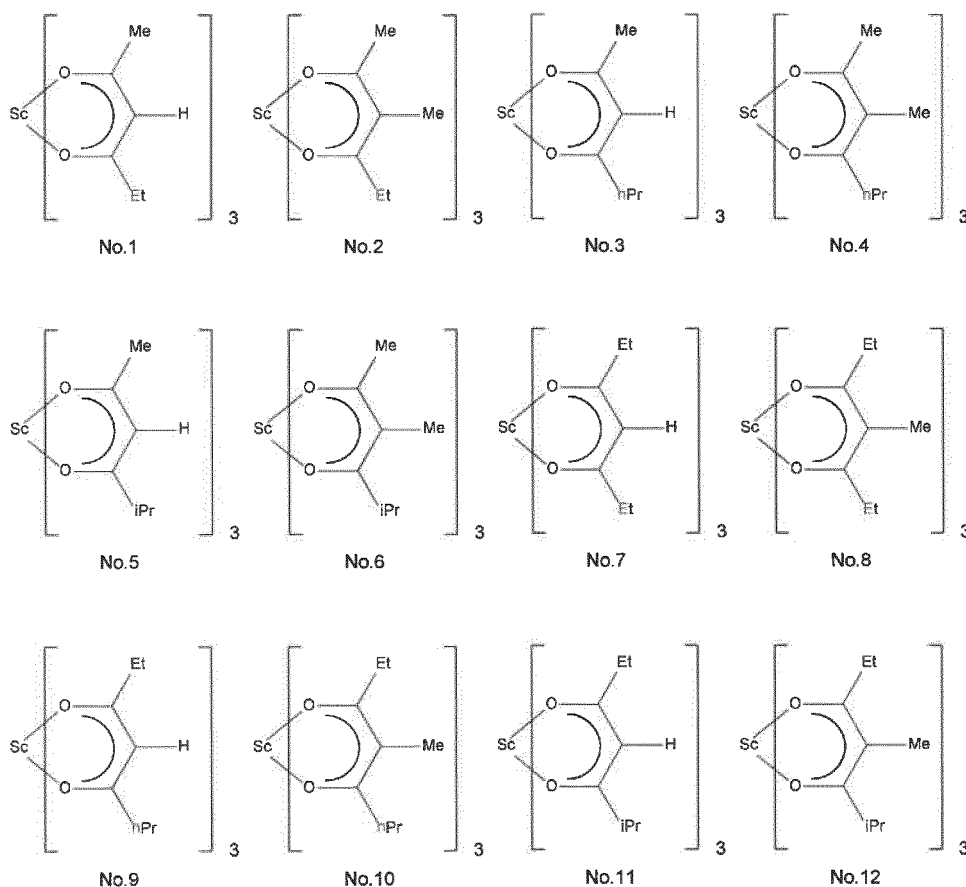 Me Me Me Me
O O O O
Sc H Sc Me Sc H Sc Me
O O O O
Et Et nPr nPr
3 3 3 3
No.1 No.2 No.3 No.4
Me Me Et Et
O O O O
Sc H Sc Me Sc H Sc Me
O O O O
iPr iPr Et Et
3 3 3 3
No.5 No.6 No.7 No.8
Et Et Et Et
O O O O
Sc H Sc Me Sc H Sc Me
O O O O
nPr nPr iPr iPr
3 3 3 3
No.9 No.10 No.11 No.12